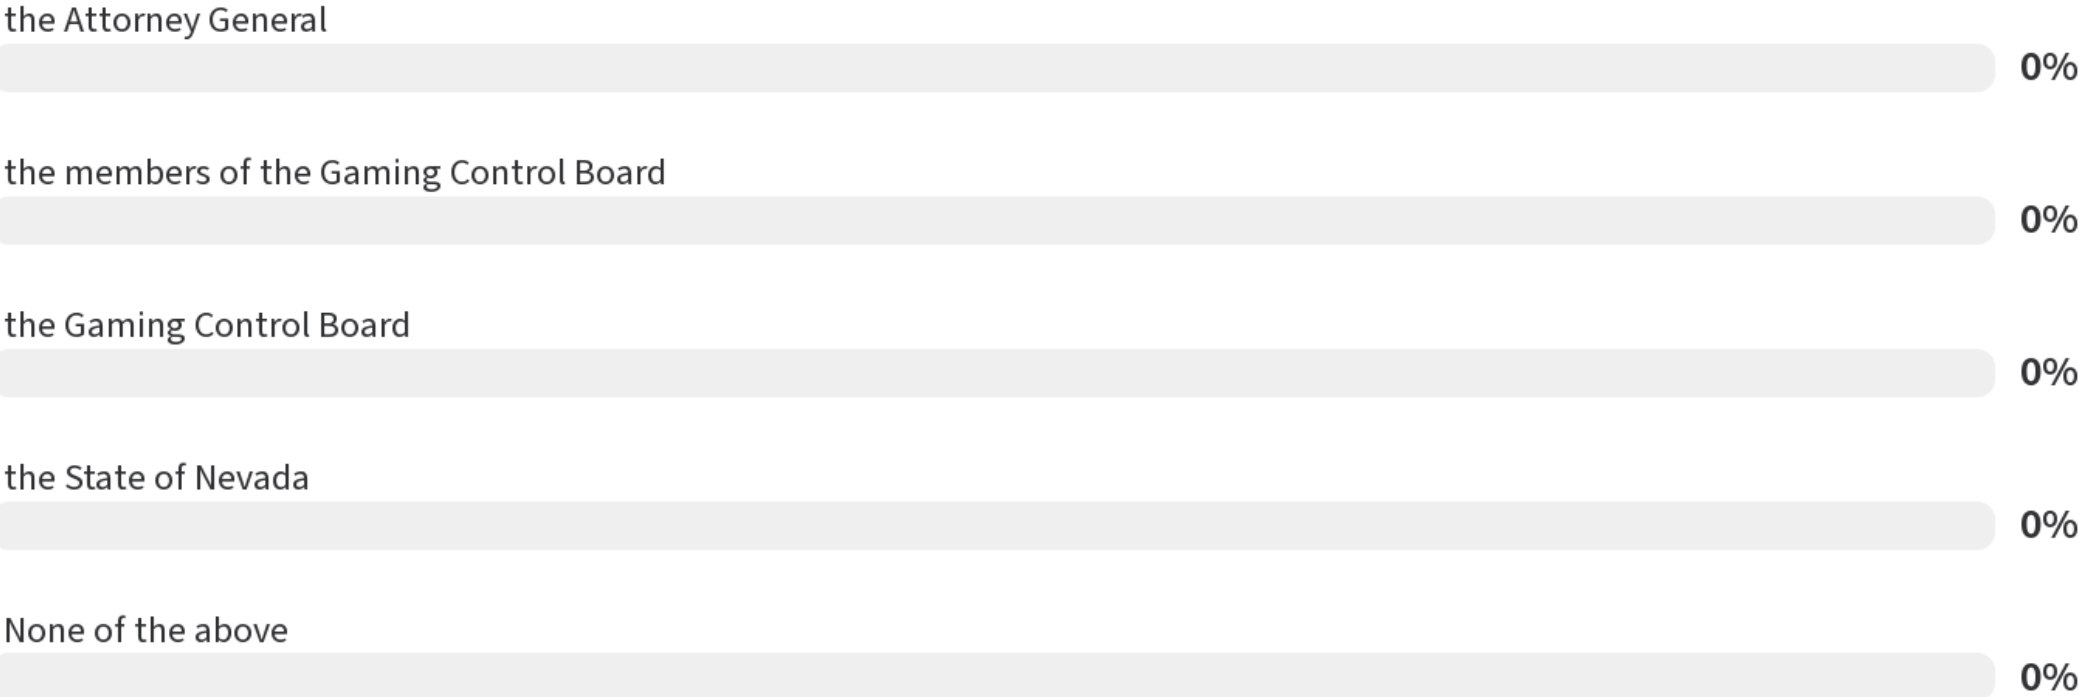 the Attorney General
0%
the members of the Gaming Control Board
0%
the Gaming Control Board
0%
the State of Nevada
0%
None of the above
0%